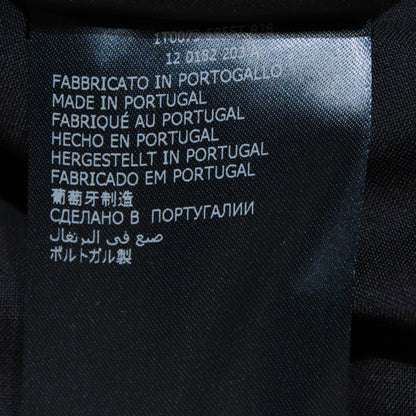 12 0182 203
FABBRICATO IN PORTOGALLO
MADE IN PORTUGAL
FABRIQUÉ AU PORTUGAL
HECHO EN PORTUGAL
HERGESTELLT IN PORTUGAL
FABRICADO EM PORTUGAL
葡萄牙制造
СДЕЛАНО В ПОРТУГАЛИИ
صنع في البرتغال
ポルトガル製